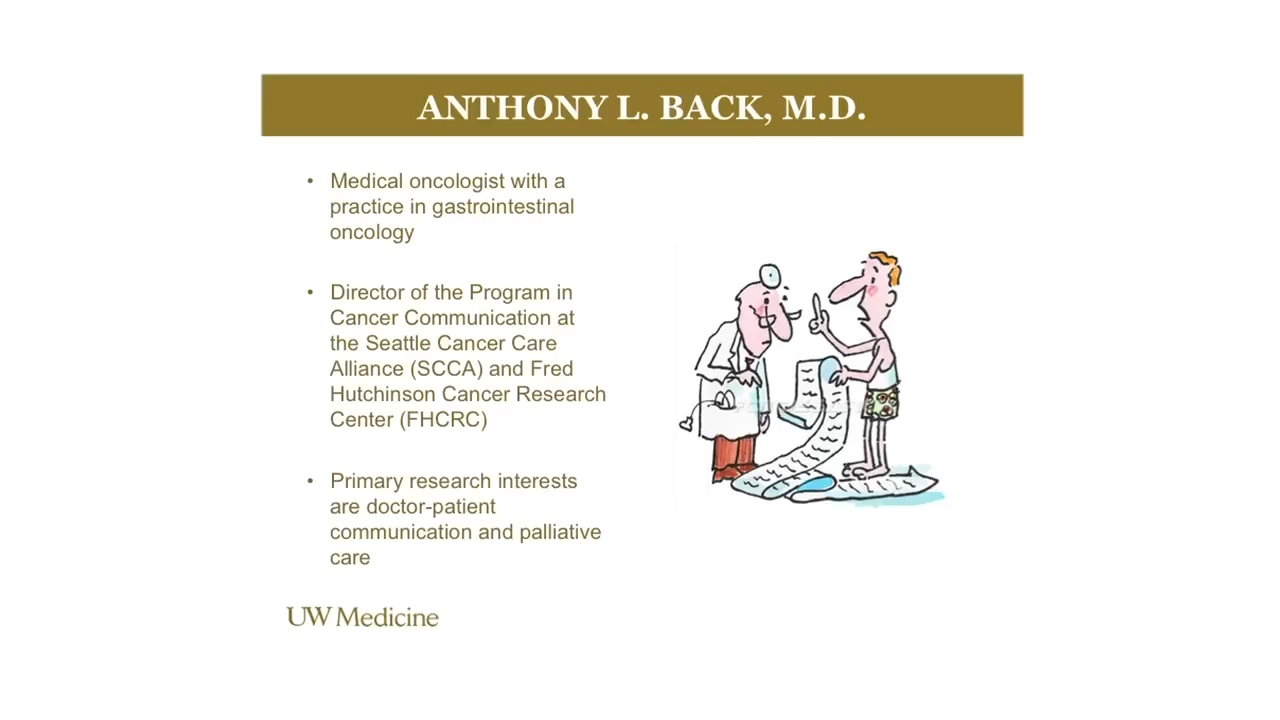 ANTHONY L. BACK, M.D.
• Medical oncologist with a
practice in gastrointestinal
oncology
• Director of the Program in
Cancer Communication at
the Seattle Cancer Care
Alliance (SCCA) and Fred
Hutchinson Cancer Research
Center (FHCRC)
• Primary research interests
are doctor-patient
communication and palliative
care
UW Medicine